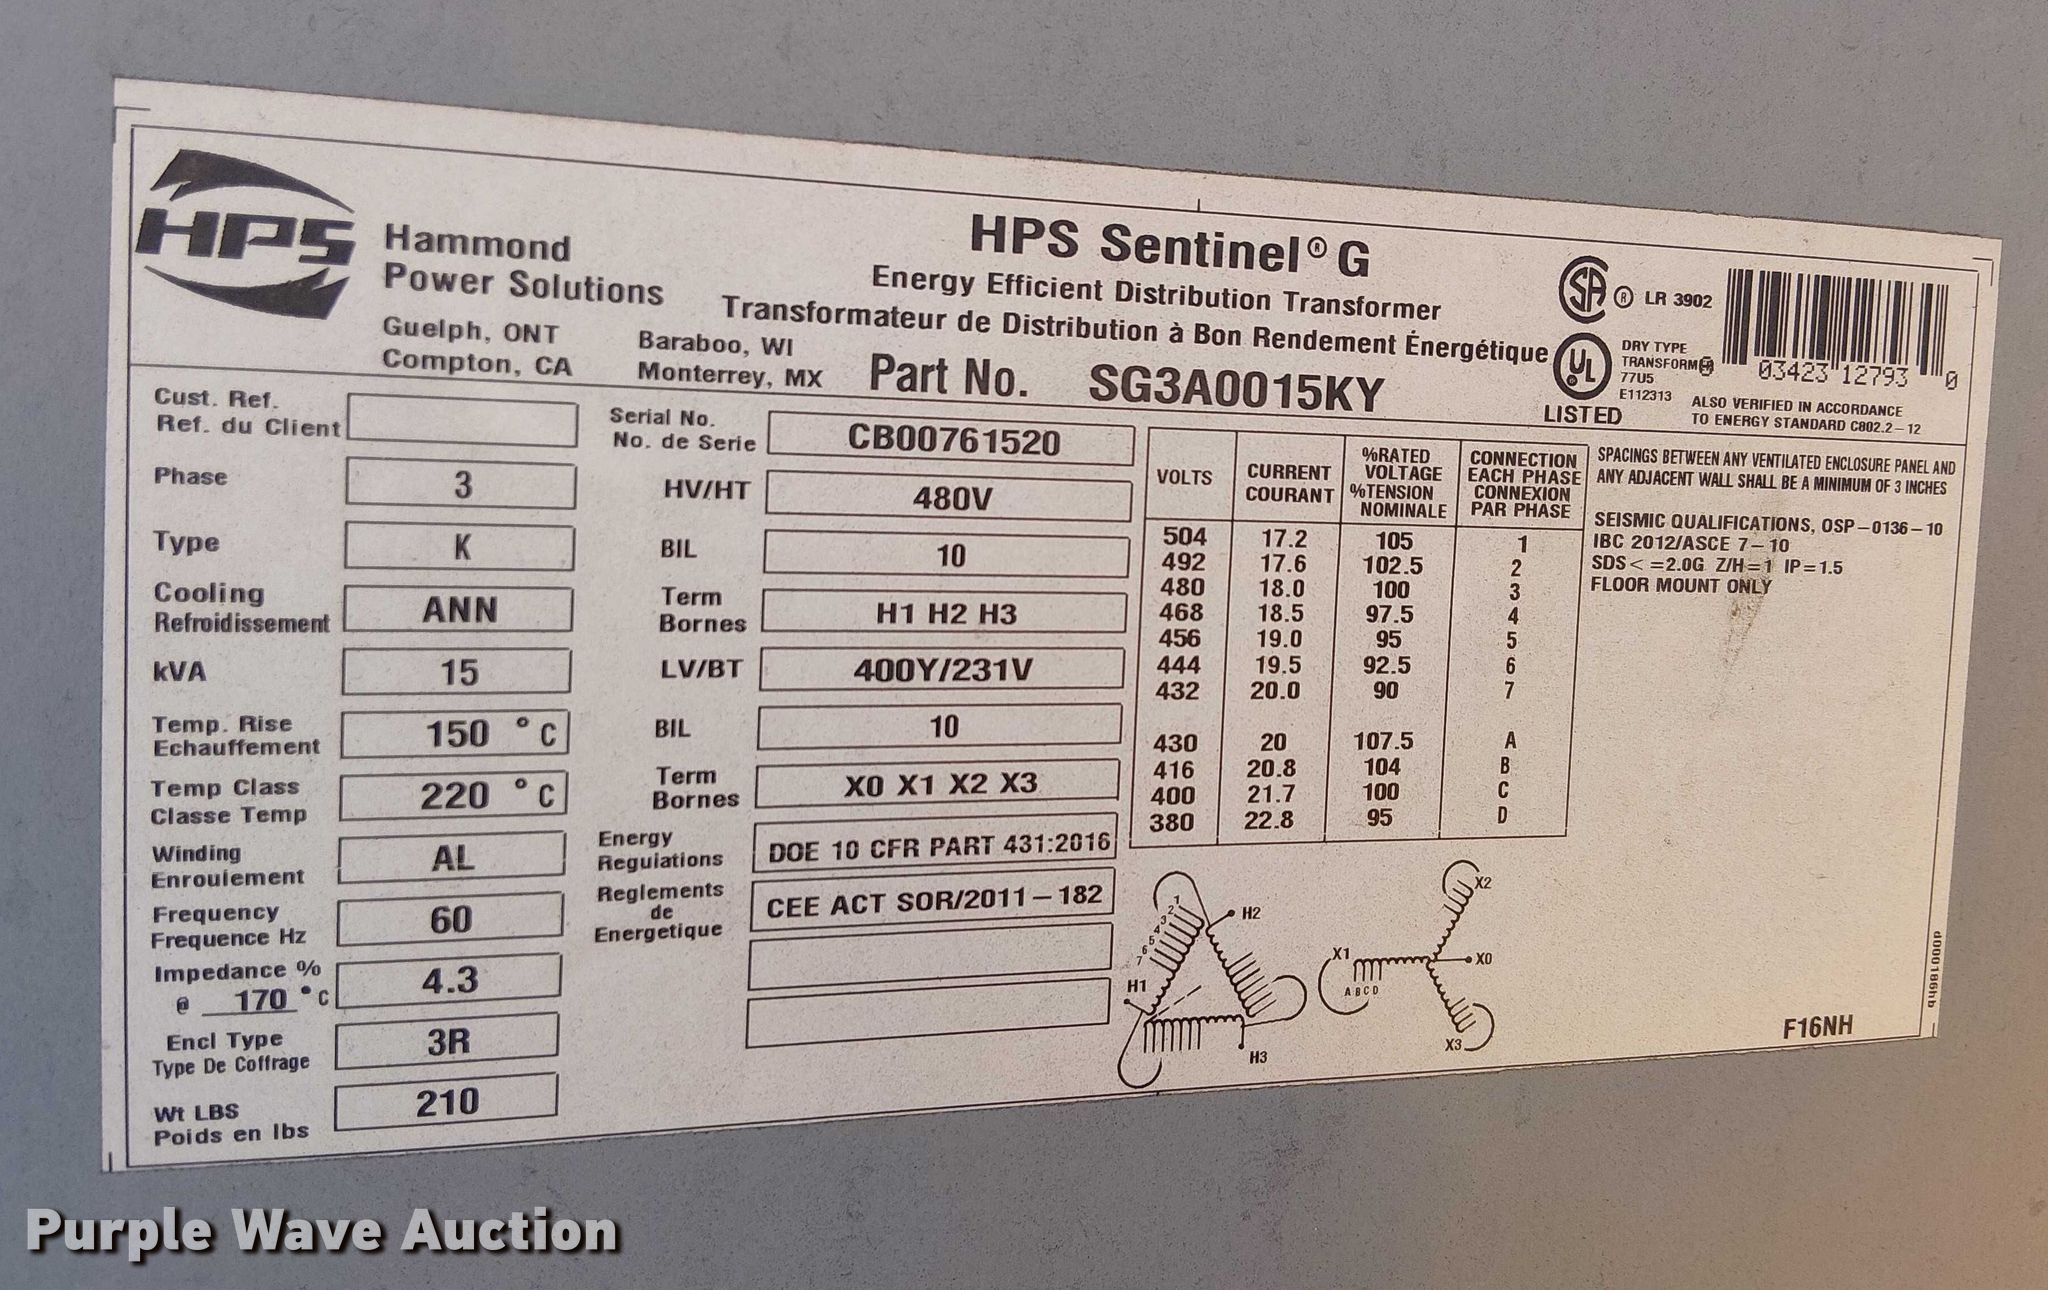 HPS
Hammond
Power Solutions
Guelph, ONT
Compton, CA
Baraboo, WI
Monterrey, MX
HPS Sentinel® G
Energy Efficient Distribution Transformer
Transformateur de Distribution à Bon Rendement Énergétique
Part No. SG3A0015KY
SA ® LR 3902
UL
LISTED
DRY TYPE
TRANSFORM
77U5
E112313
03423 12793 0
ALSO VERIFIED IN ACCORDANCE
TO ENERGY STANDARD C802.2-12
Cust. Ref.
Ref. du Client
Phase 3
Type K
Cooling
Refroidissement ANN
kVA 15
Temp. Rise
Echauffement 150 °C
Temp Class
Classe Temp 220 °C
Winding
Enroulement AL
Frequency
Frequence Hz 60
Impedance %
@ 170 °C 4.3
Encl Type
Type De Coffrage 3R
Wt LBS
Poids en lbs 210
Serial No.
No. de Serie CB00761520
HV/HT 480V
BIL 10
Term
Bornes H1 H2 H3
LV/BT 400Y/231V
BIL 10
Term
Bornes X0 X1 X2 X3
Energy
Regulations DOE 10 CFR PART 431:2016
Reglements
de
Energetique CEE ACT SOR/2011-182
VOLTS
CURRENT
COURANT
%RATED
VOLTAGE
%TENSION
NOMINALE
CONNECTION
EACH PHASE
CONNEXION
PAR PHASE
504 17.2 105 1
492 17.6 102.5 2
480 18.0 100 3
468 18.5 97.5 4
456 19.0 95 5
444 19.5 92.5 6
432 20.0 90 7
430 20 107.5 A
416 20.8 104 B
400 21.7 100 C
380 22.8 95 D
SPACINGS BETWEEN ANY VENTILATED ENCLOSURE PANEL AND
ANY ADJACENT WALL SHALL BE A MINIMUM OF 3 INCHES
SEISMIC QUALIFICATIONS, OSP-0136-10
IBC 2012/ASCE 7-10
SDS<=2.0G Z/H=1 IP=1.5
FLOOR MOUNT ONLY
1
2
3
4
5
6
7
H1
H2
H3
X1
A B C D
X2
X0
X3
F16NH
d000186hb
Purple Wave Auction